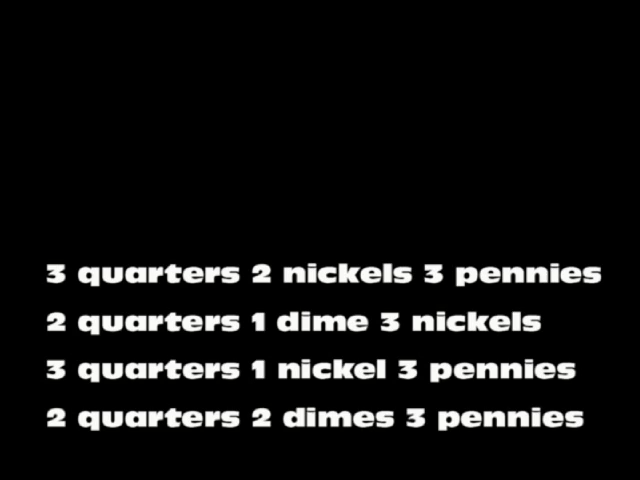 3 quarters 2 nickels 3 pennies
2 quarters 1 dime 3 nickels
3 quarters 1 nickel 3 pennies
2 quarters 2 dimes 3 pennies